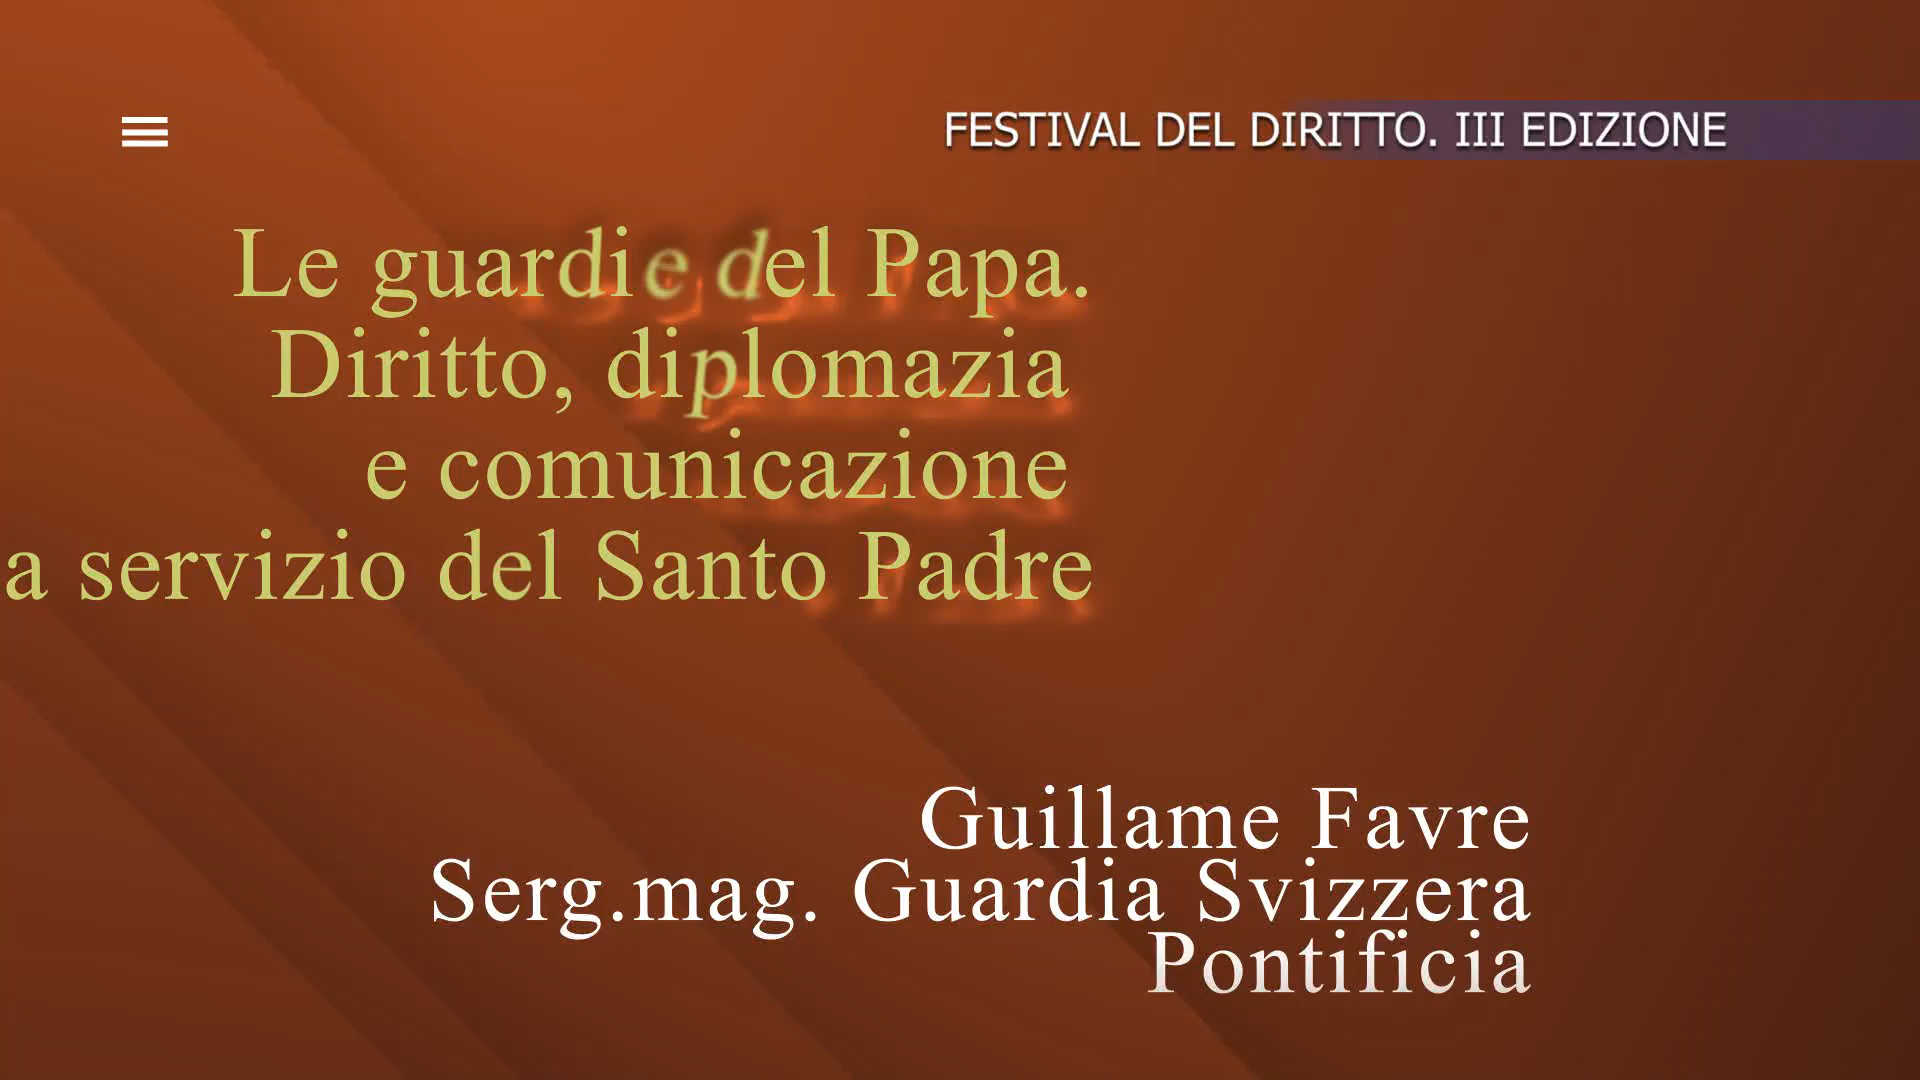 FESTIVAL DEL DIRITTO. III EDIZIONE
Le guardie del Papa.
Diritto, diplomazia
e comunicazione
a servizio del Santo Padre
Guillame Favre
Serg.mag. Guardia Svizzera
Pontificia